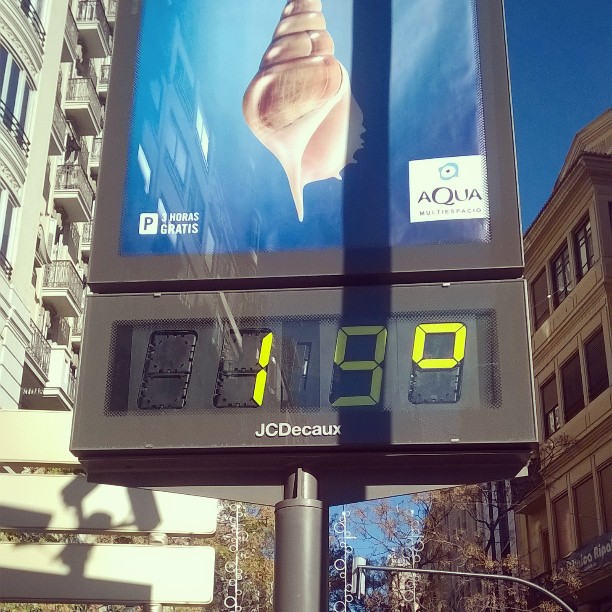 P 3 HORAS
GRATIS
AQUA
MULTIESPACIO
19°
JCDecaux